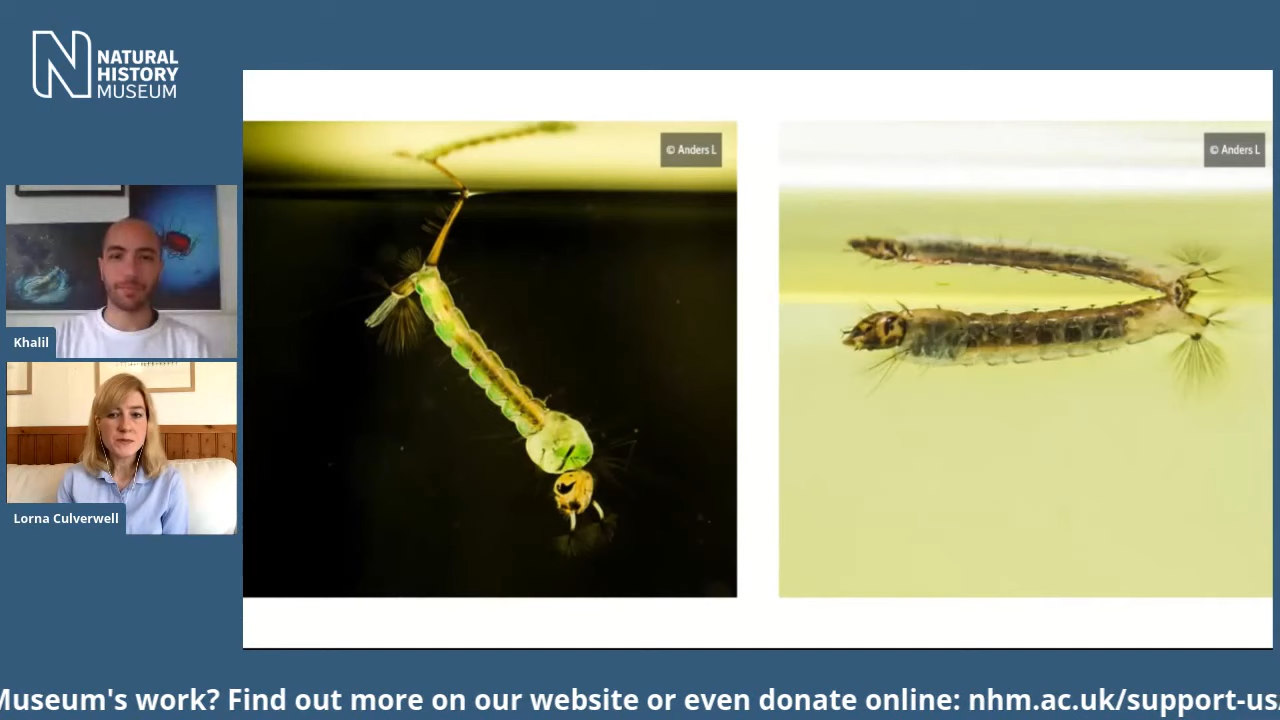 NATURAL
HISTORY
MUSEUM
Khalil
Lorna Culverwell
© Anders L
© Anders L
Museum's work? Find out more on our website or even donate online: nhm.ac.uk/support-us